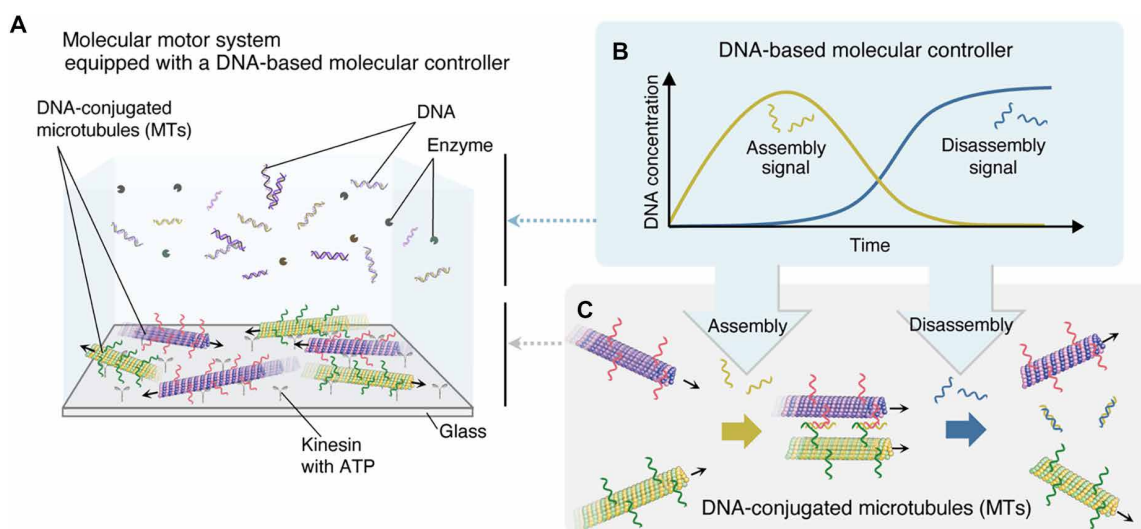 A
Molecular motor system
equipped with a DNA-based molecular controller
DNA-conjugated
microtubules (MTs)
DNA
Enzyme
Kinesin
with ATP
Glass
B
DNA-based molecular controller
DNA concentration
Assembly
signal
Disassembly
signal
Time
C
Assembly
Disassembly
DNA-conjugated microtubules (MTs)